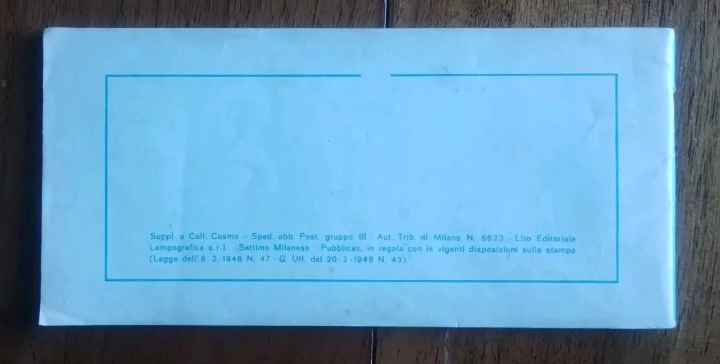 Suppl. a Coll. Cosmo - Sped. abb. Post. gruppo III - Aut. Trib. di Milano N. 6623 - Lito Editoriale
Lampografica s.r.l. (Settimo Milanese - Pubblicaz. in regola con le vigenti disposizioni sulla stampa
(Legge dell'8-2-1948 N. 47 - G. Uff. del 20-2-1948 N. 43)